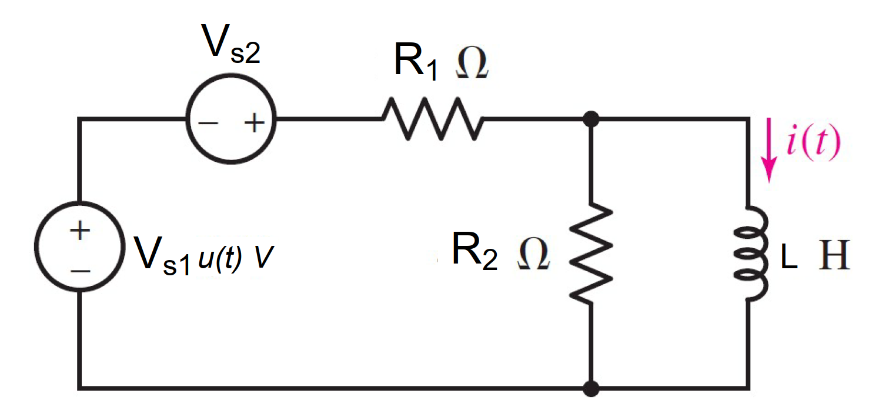 Vs2
R1 Ω
− +
i(t)
+
−
Vs1 u(t) V
R2 Ω
L H